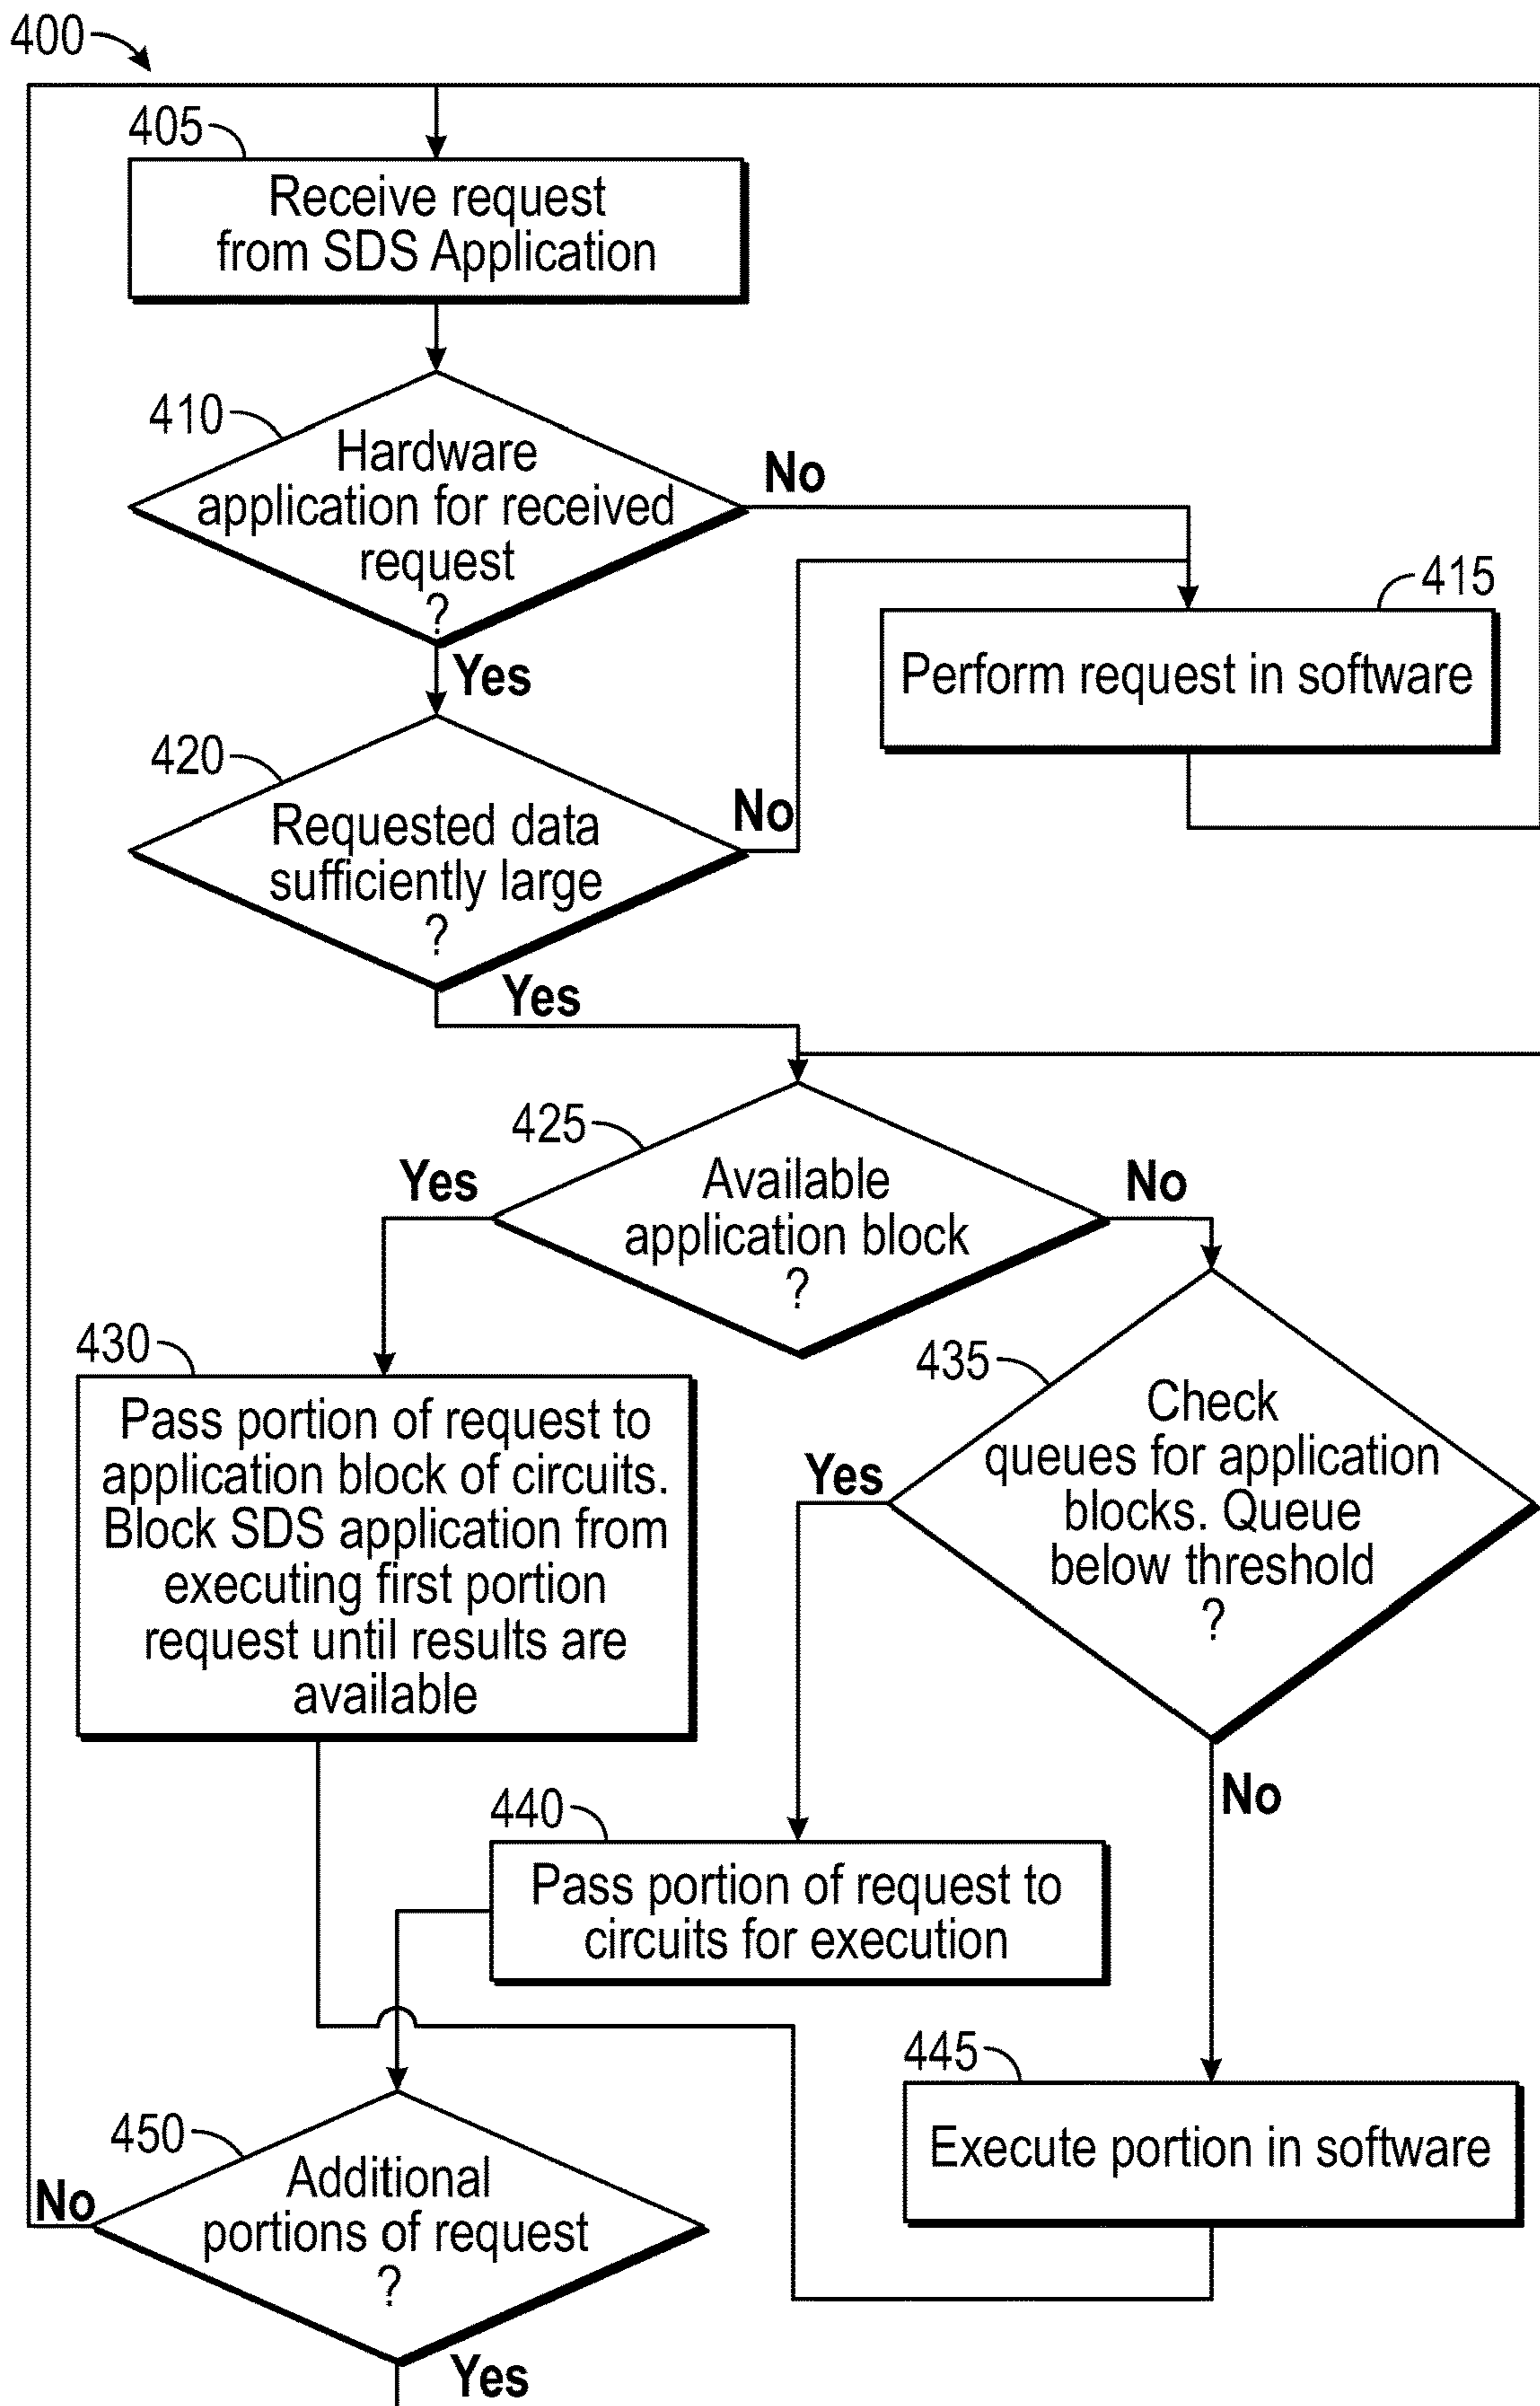 400
405
Receive request
from SDS Application
410
Hardware
application for received
request
?
No
Yes
415
Perform request in software
420
Requested data
sufficiently large
?
No
Yes
425
Available
application block
?
Yes
No
430
Pass portion of request to
application block of circuits.
Block SDS application from
executing first portion
request until results are
available
435
Check
queues for application
blocks. Queue
below threshold
?
Yes
No
440
Pass portion of request to
circuits for execution
445
Execute portion in software
450
Additional
portions of request
?
No
Yes